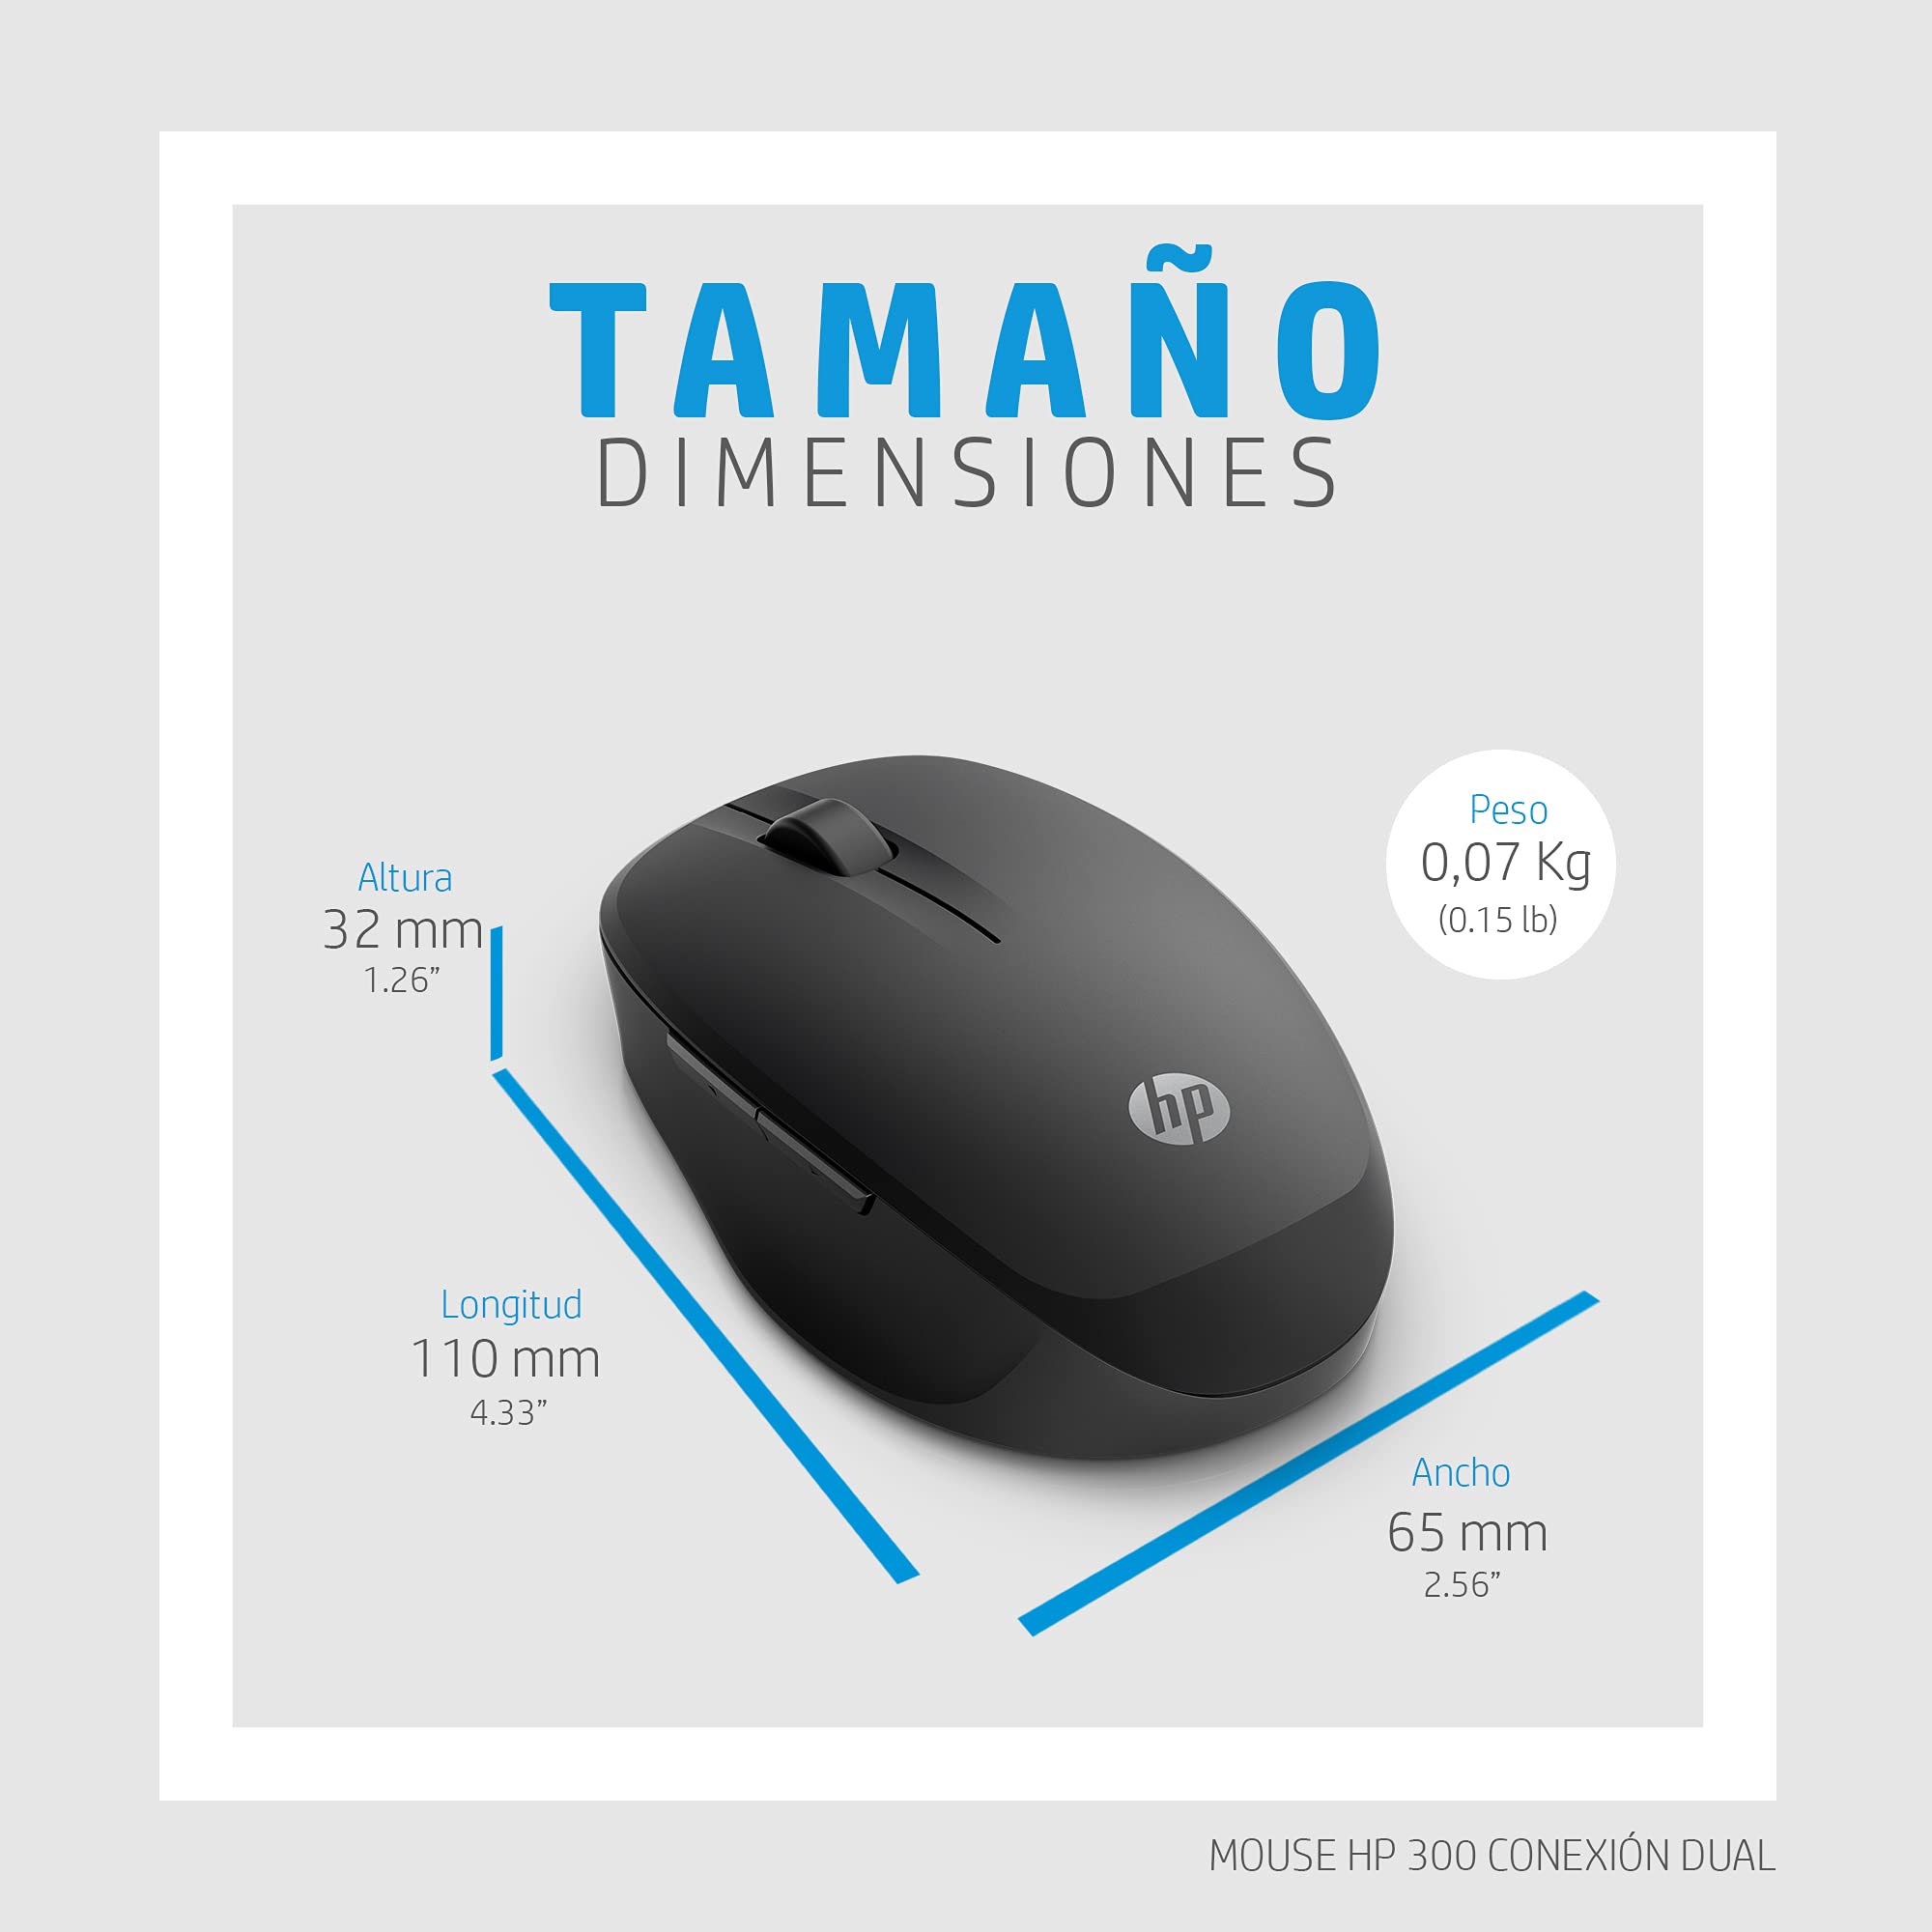 TAMAÑO
DIMENSIONES
Peso
0,07 Kg
(0.15 lb)
Altura
32 mm
1.26”
hp
Longitud
110 mm
4.33”
Ancho
65 mm
2.56”
MOUSE HP 300 CONEXIÓN DUAL